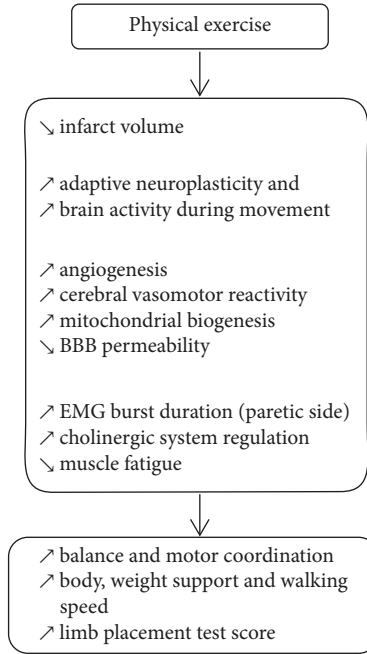 Physical exercise
↘ infarct volume
↗ adaptive neuroplasticity and
↗ brain activity during movement
↗ angiogenesis
↗ cerebral vasomotor reactivity
↗ mitochondrial biogenesis
↘ BBB permeability
↗ EMG burst duration (paretic side)
↗ cholinergic system regulation
↘ muscle fatigue
↗ balance and motor coordination
↗ body, weight support and walking
speed
↗ limb placement test score